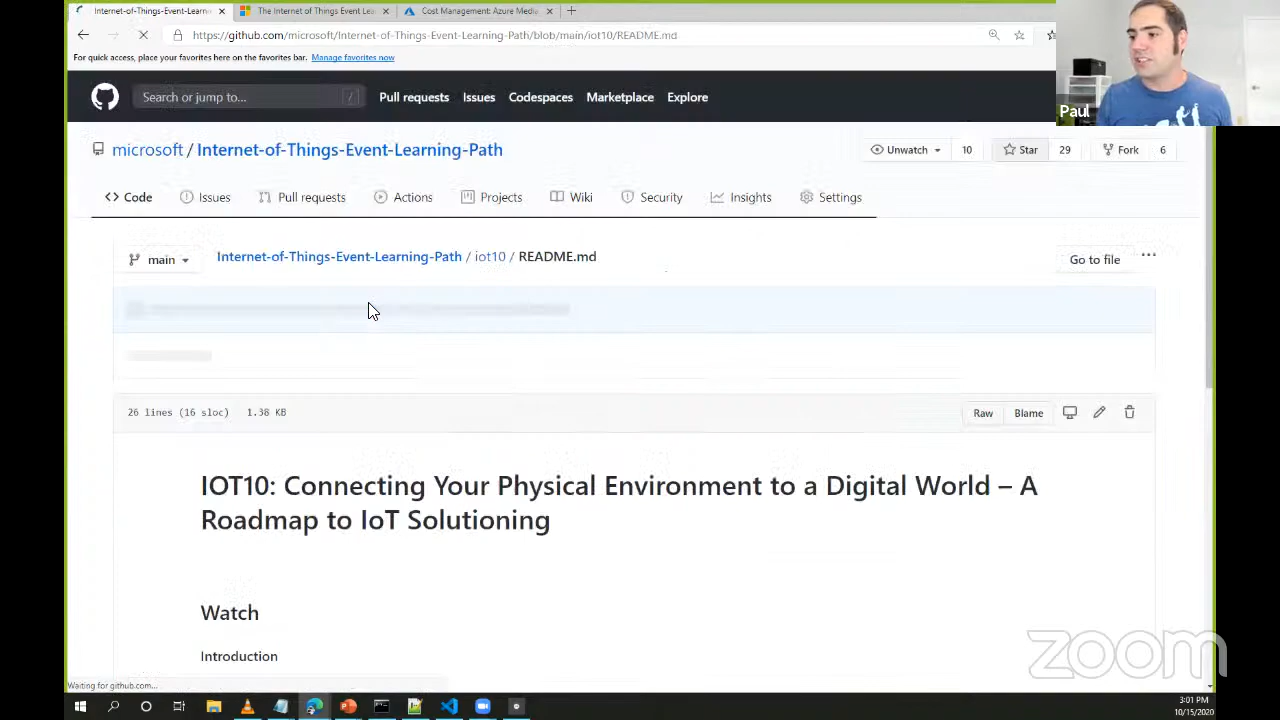 Internet-of-Things-Event-Learn
The Internet of Things Event Lea
Cost Management: Azure Media
https://github.com/microsoft/Internet-of-Things-Event-Learning-Path/blob/main/iot10/README.md
For quick access, place your favorites here on the favorites bar. Manage favorites now
Search or jump to... /
Pull requests Issues Codespaces Marketplace Explore
Paul
microsoft / Internet-of-Things-Event-Learning-Path
Unwatch 10 Star 29 Fork 6
Code Issues Pull requests Actions Projects Wiki Security Insights Settings
main Internet-of-Things-Event-Learning-Path / iot10 / README.md Go to file
26 lines (16 sloc) 1.38 KB Raw Blame
IOT10: Connecting Your Physical Environment to a Digital World – A
Roadmap to IoT Solutioning
Watch
Introduction
zoom
Waiting for github.com...
3:01 PM
10/15/2020